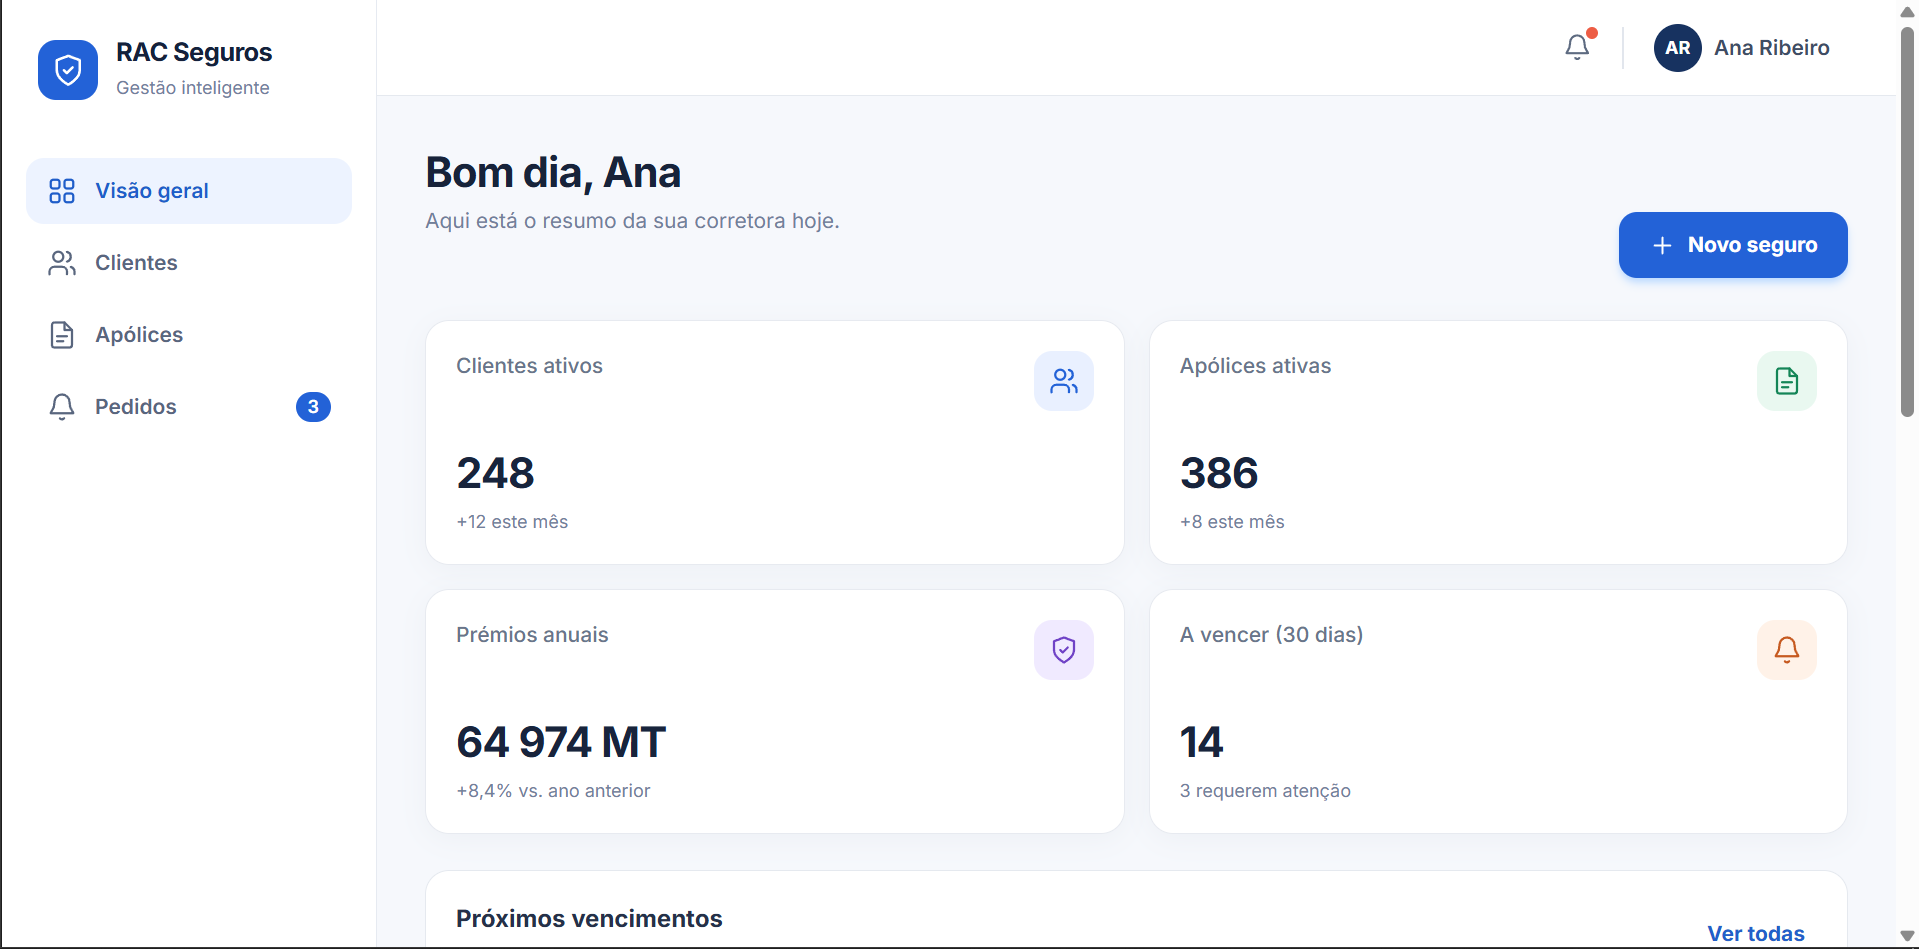 RAC Seguros
Gestão inteligente
Visão geral
Clientes
Apólices
Pedidos
3
AR
Ana Ribeiro
Bom dia, Ana
Aqui está o resumo da sua corretora hoje.
Novo seguro
Clientes ativos
248
+12 este mês
Apólices ativas
386
+8 este mês
Prémios anuais
64 974 MT
+8,4% vs. ano anterior
A vencer (30 dias)
14
3 requerem atenção
Próximos vencimentos
Ver todas